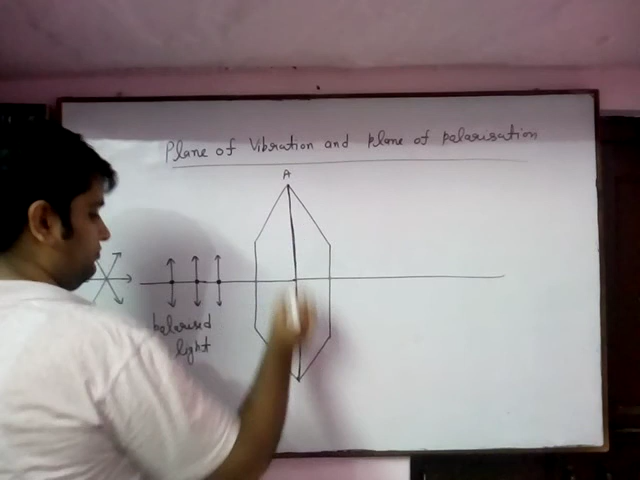 Plane of Vibration and plane of polarisation
A
polarised
light